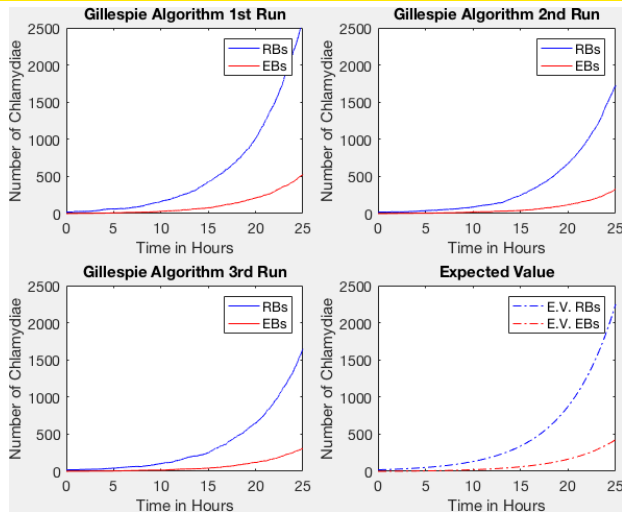 Gillespie Algorithm 1st Run
2500
2000
1500
1000
500
0
Number of Chlamydiae
RBs
EBs
0 5 10 15 20 25
Time in Hours
Gillespie Algorithm 2nd Run
2500
2000
1500
1000
500
0
Number of Chlamydiae
RBs
EBs
0 5 10 15 20 25
Time in Hours
Gillespie Algorithm 3rd Run
2500
2000
1500
1000
500
0
Number of Chlamydiae
RBs
EBs
0 5 10 15 20 25
Time in Hours
Expected Value
2500
2000
1500
1000
500
0
Number of Chlamydiae
E.V. RBs
E.V. EBs
0 5 10 15 20 25
Time in Hours